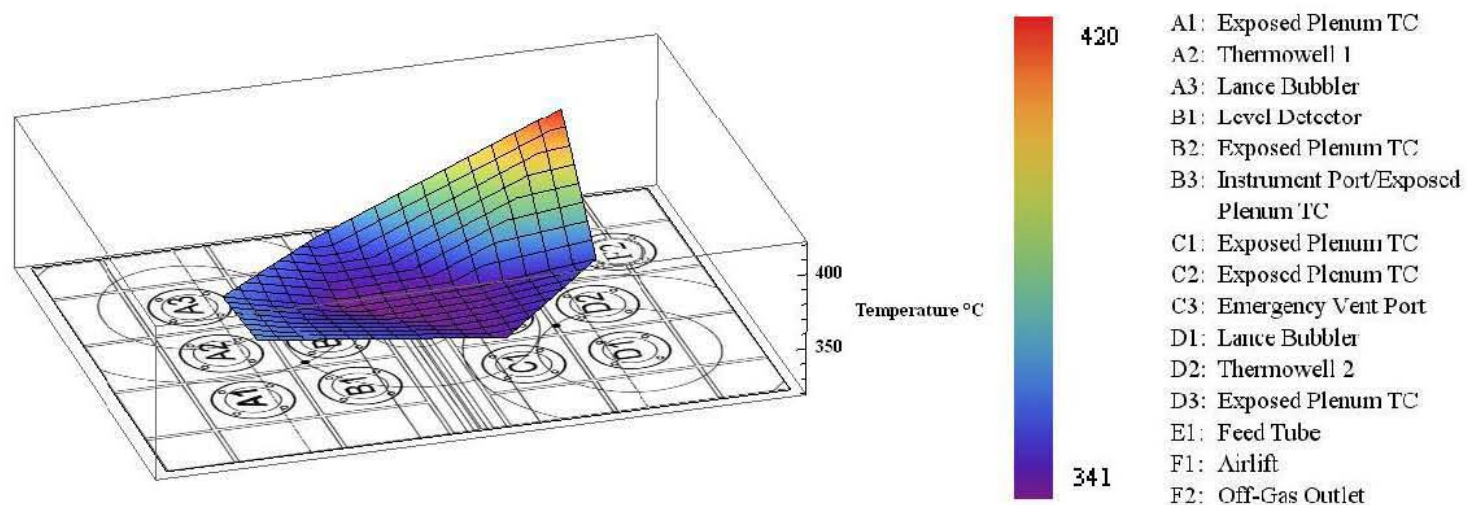 420
341
400
Temperature °C
350
A3
A2
A1
B1
C1
D1
D2
F2
A1: Exposed Plenum TC
A2: Thermowell 1
A3: Lance Bubbler
B1: Level Detector
B2: Exposed Plenum TC
B3: Instrument Port/Exposed
Plenum TC
C1: Exposed Plenum TC
C2: Exposed Plenum TC
C3: Emergency Vent Port
D1: Lance Bubbler
D2: Thermowell 2
D3: Exposed Plenum TC
E1: Feed Tube
F1: Airlift
F2: Off-Gas Outlet